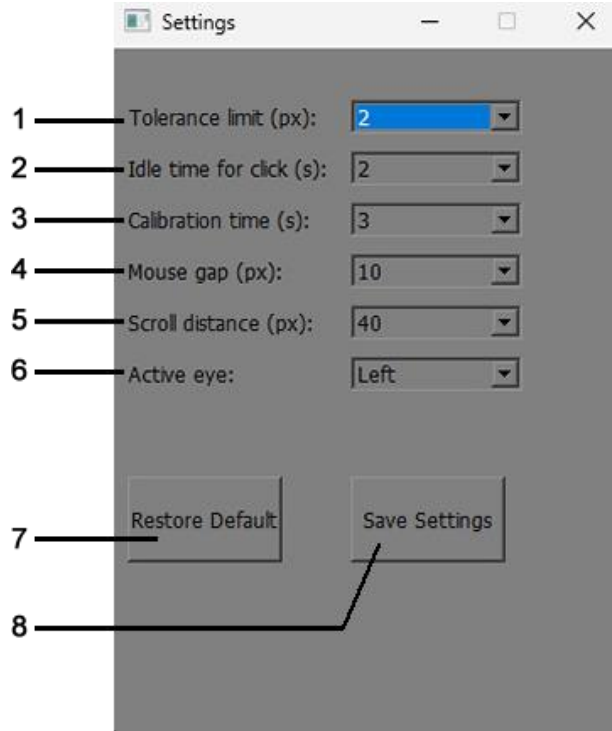 Settings
1 Tolerance limit (px): 2
2 Idle time for click (s): 2
3 Calibration time (s): 3
4 Mouse gap (px): 10
5 Scroll distance (px): 40
6 Active eye: Left
7 Restore Default Save Settings
8